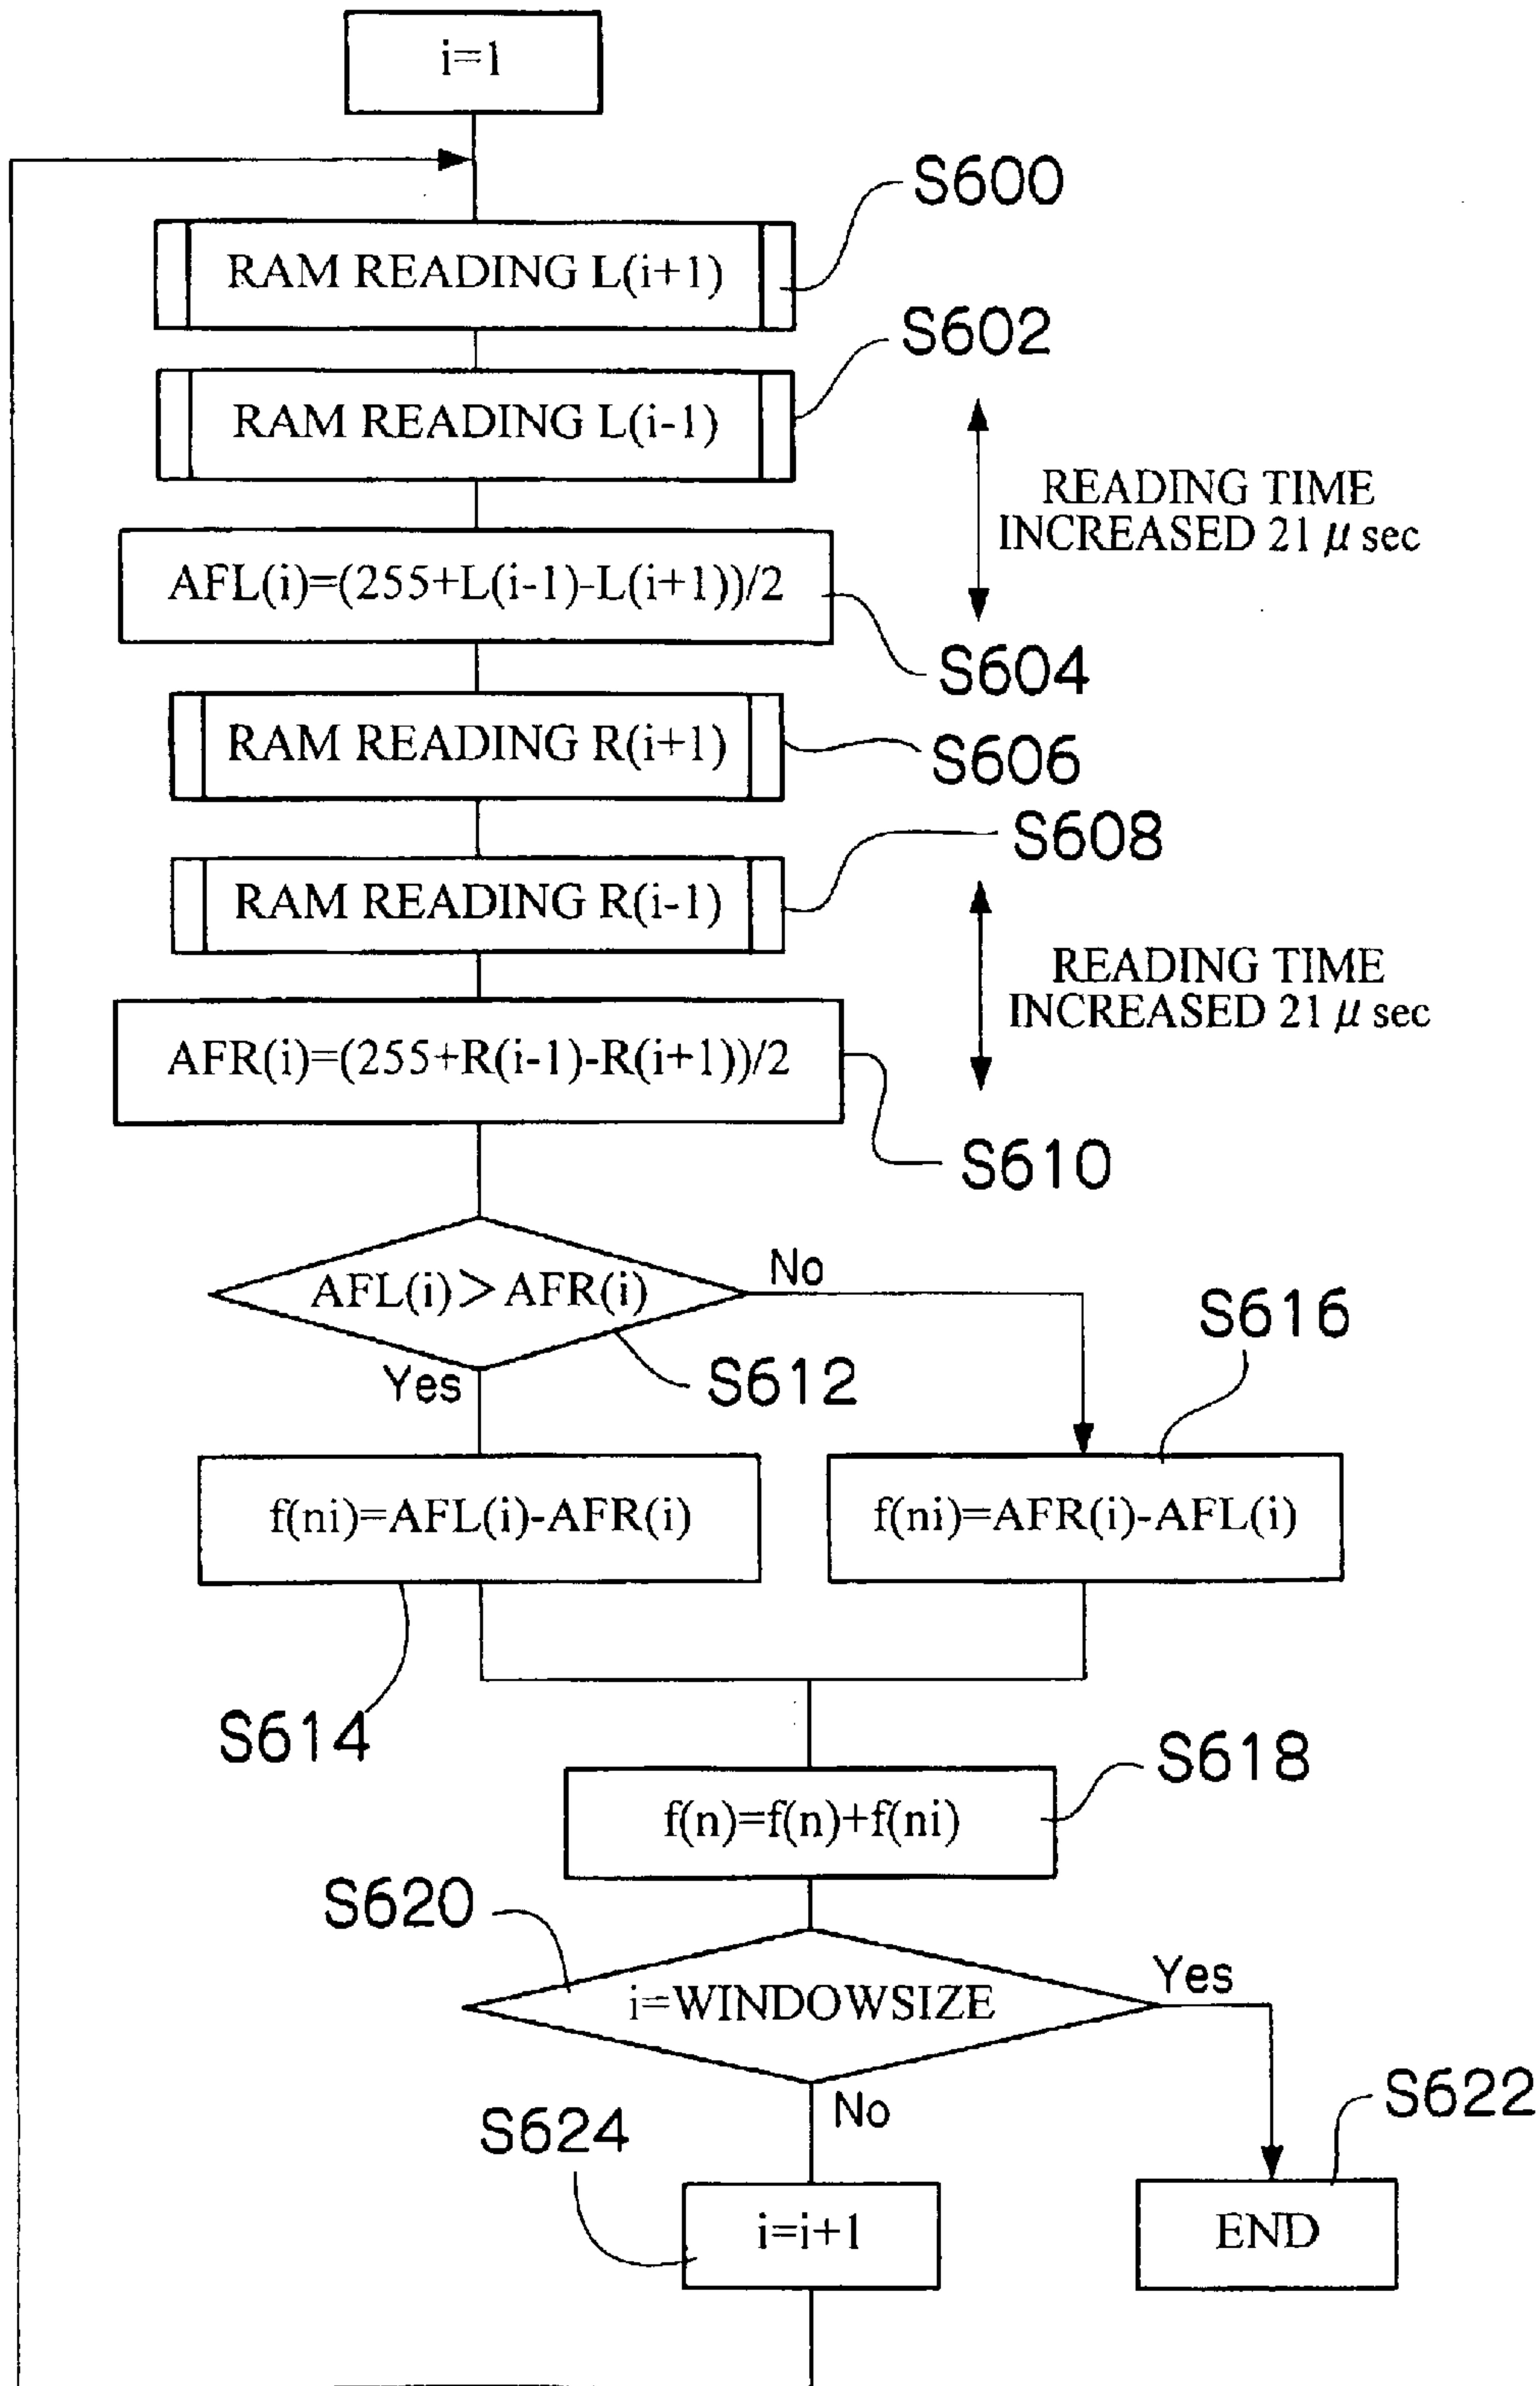 i=1
S600
RAM READING L(i+1)
S602
RAM READING L(i-1)
READING TIME
INCREASED 21 μ sec
AFL(i)=(255+L(i-1)-L(i+1))/2
S604
RAM READING R(i+1)
S606
S608
RAM READING R(i-1)
READING TIME
INCREASED 21 μ sec
AFR(i)=(255+R(i-1)-R(i+1))/2
S610
AFL(i)>AFR(i)
No
S616
Yes
S612
f(ni)=AFL(i)-AFR(i)
f(ni)=AFR(i)-AFL(i)
S614
S618
f(n)=f(n)+f(ni)
S620
Yes
i=WINDOWSIZE
S622
No
S624
i=i+1
END